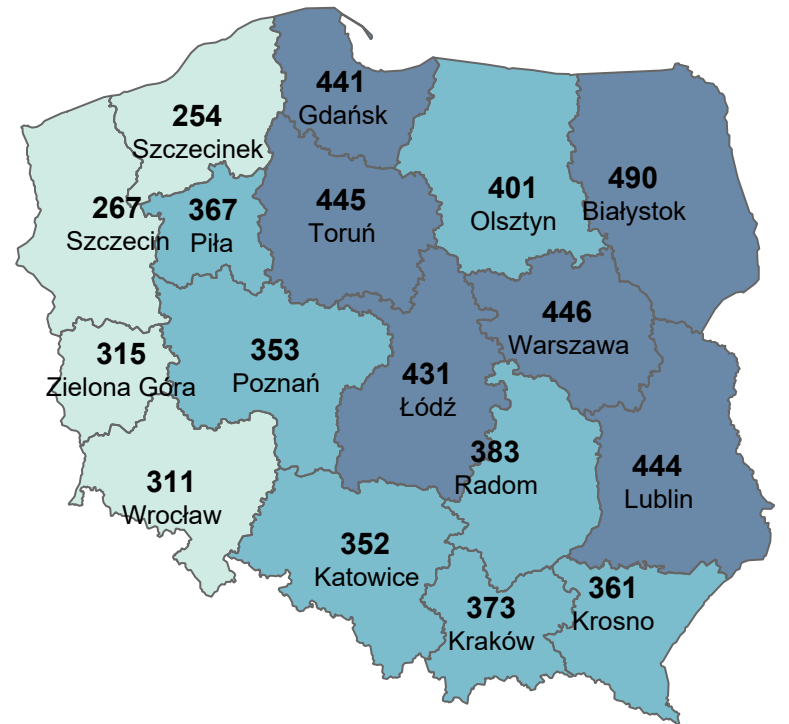 441
Gdańsk
254
Szczecinek
490
Białystok
401
Olsztyn
445
Toruń
267
Szczecin
367
Piła
446
Warszawa
315
Zielona Góra
353
Poznań
431
Łódź
383
Radom
444
Lublin
311
Wrocław
352
Katowice
361
Krosno
373
Kraków